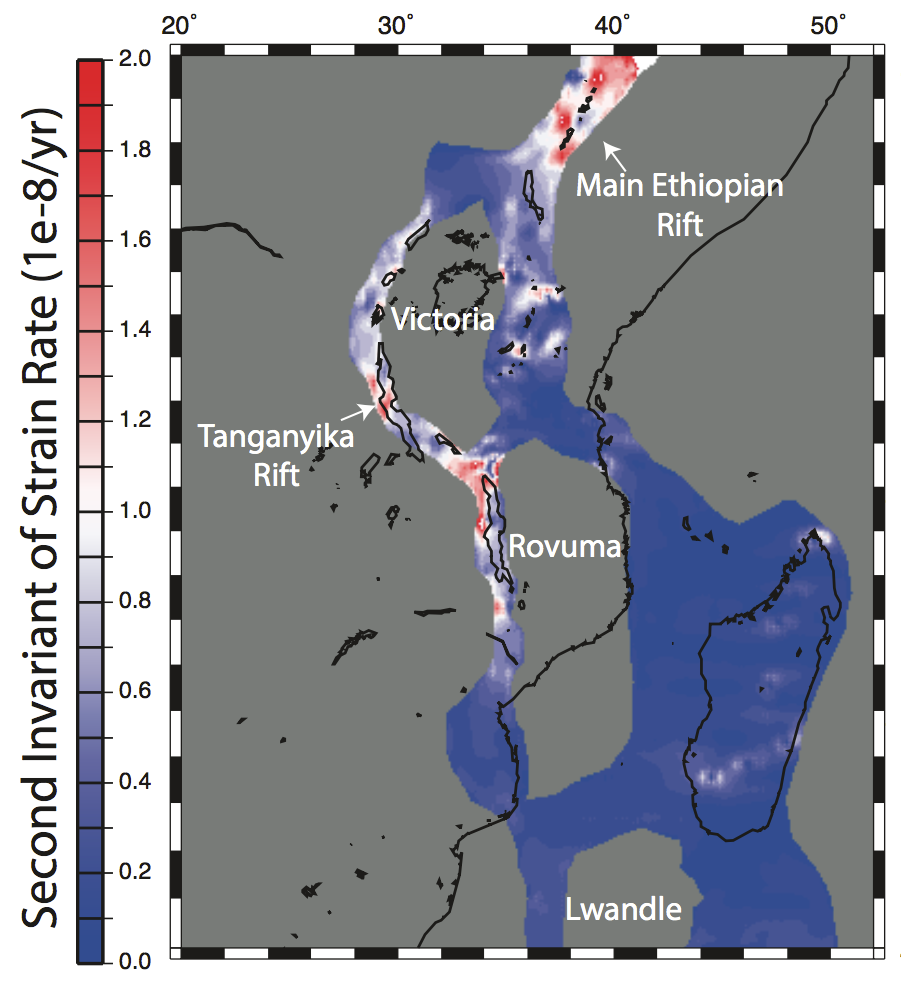 20˚ 30˚ 40˚ 50˚
Second Invariant of Strain Rate (1e-8/yr)
2.0
1.8
1.6
1.4
1.2
1.0
0.8
0.6
0.4
0.2
0.0
Main Ethiopian
Rift
Victoria
Tanganyika
Rift
Rovuma
Lwandle